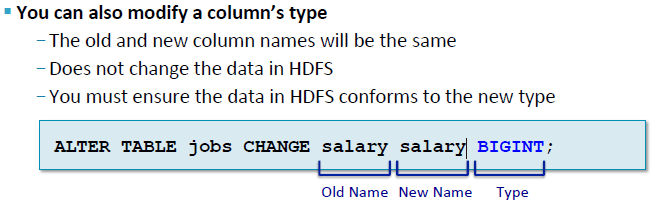 ▪ You can also modify a column’s type
– The old and new column names will be the same
– Does not change the data in HDFS
– You must ensure the data in HDFS conforms to the new type
ALTER TABLE jobs CHANGE salary salary BIGINT;
Old Name New Name Type